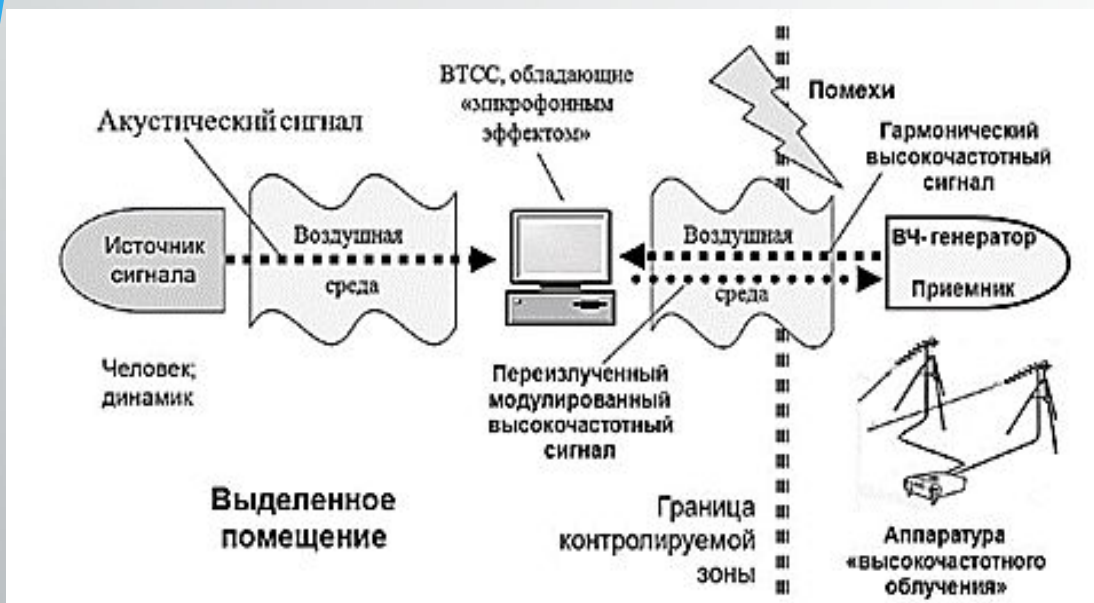 ВТСС, обладающие
«микрофонным
эффектом»
Помехи
Акустический сигнал
Гармонический
высокочастотный
сигнал
Источник
сигнала
Воздушная
среда
Воздушная
среда
ВЧ- генератор
Приемник
Человек;
динамик
Переизлученный
модулированный
высокочастотный
сигнал
Выделенное
помещение
Граница
контролируемой
зоны
Аппаратура
«высокочастотного
облучения»